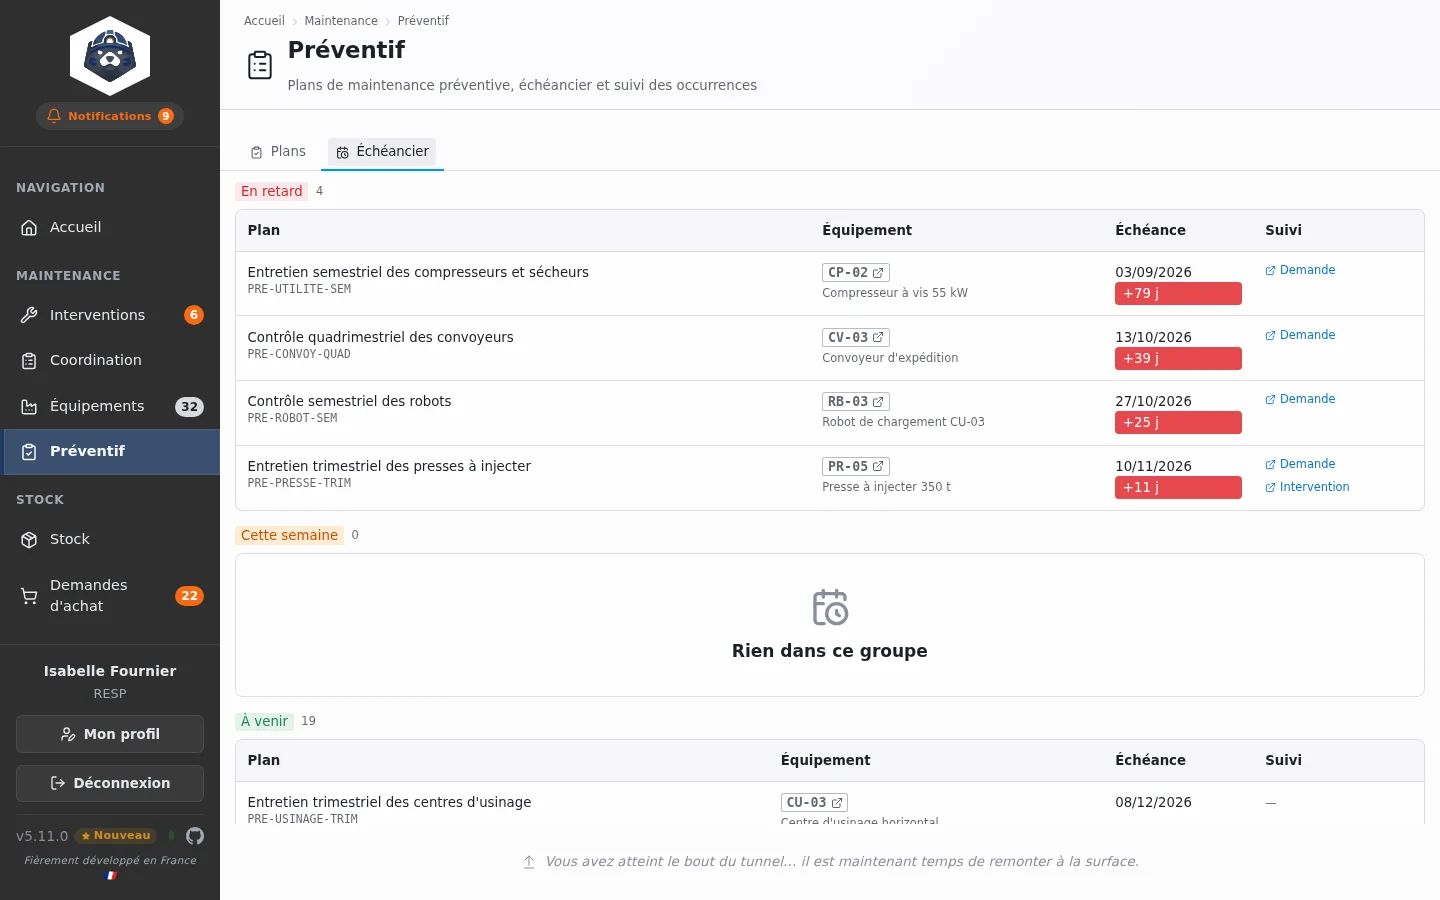 Notifications 9
NAVIGATION
Accueil
MAINTENANCE
Interventions 6
Coordination
Équipements 32
Préventif
STOCK
Stock
Demandes
d'achat 22
Isabelle Fournier
RESP
Mon profil
Déconnexion
v5.11.0 Nouveau
Fièrement développé en France
Accueil Maintenance Préventif
Préventif
Plans de maintenance préventive, échéancier et suivi des occurrences
Plans Échéancier
En retard 4
Plan Équipement Échéance Suivi
Entretien semestriel des compresseurs et sécheurs CP-02 03/09/2026 Demande
PRE-UTILITE-SEM Compresseur à vis 55 kW +79 j
Contrôle quadrimestriel des convoyeurs CV-03 13/10/2026 Demande
PRE-CONVOY-QUAD Convoyeur d'expédition +39 j
Contrôle semestriel des robots RB-03 27/10/2026 Demande
PRE-ROBOT-SEM Robot de chargement CU-03 +25 j
Entretien trimestriel des presses à injecter PR-05 10/11/2026 Demande
PRE-PRESSE-TRIM Presse à injecter 350 t +11 j Intervention
Cette semaine 0
Rien dans ce groupe
À venir 19
Plan Équipement Échéance Suivi
Entretien trimestriel des centres d'usinage CU-03 08/12/2026 —
PRE-USINAGE-TRIM Centre d'usinage horizontal
Vous avez atteint le bout du tunnel... il est maintenant temps de remonter à la surface.